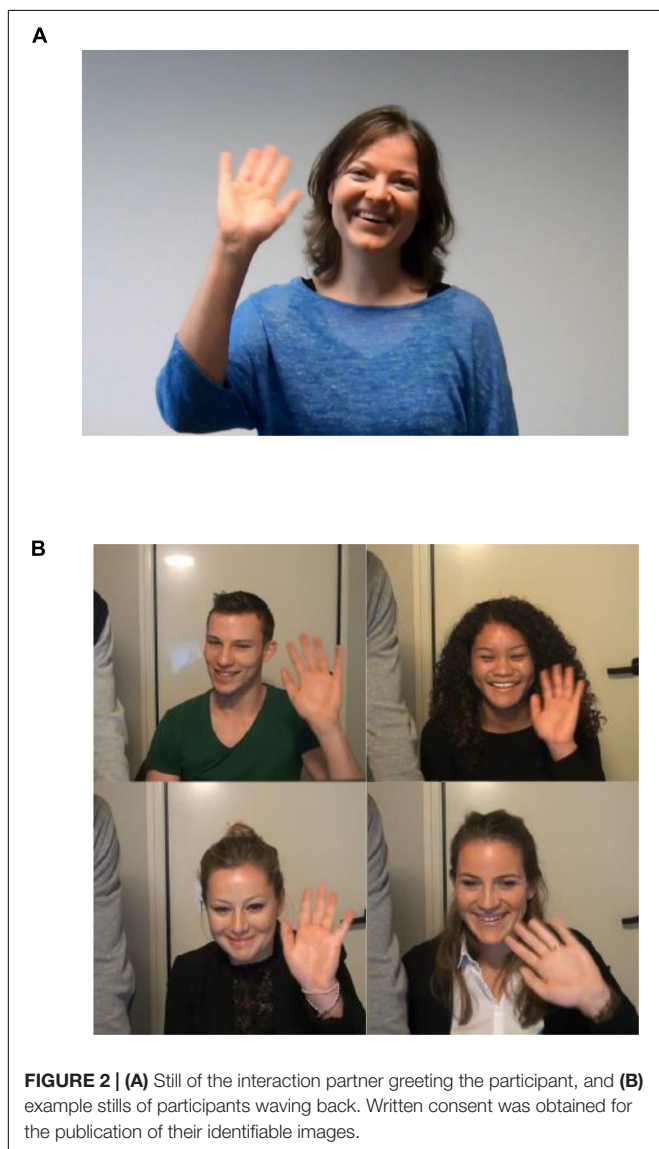 A
B
FIGURE 2 | (A) Still of the interaction partner greeting the participant, and (B)
example stills of participants waving back. Written consent was obtained for
the publication of their identifiable images.